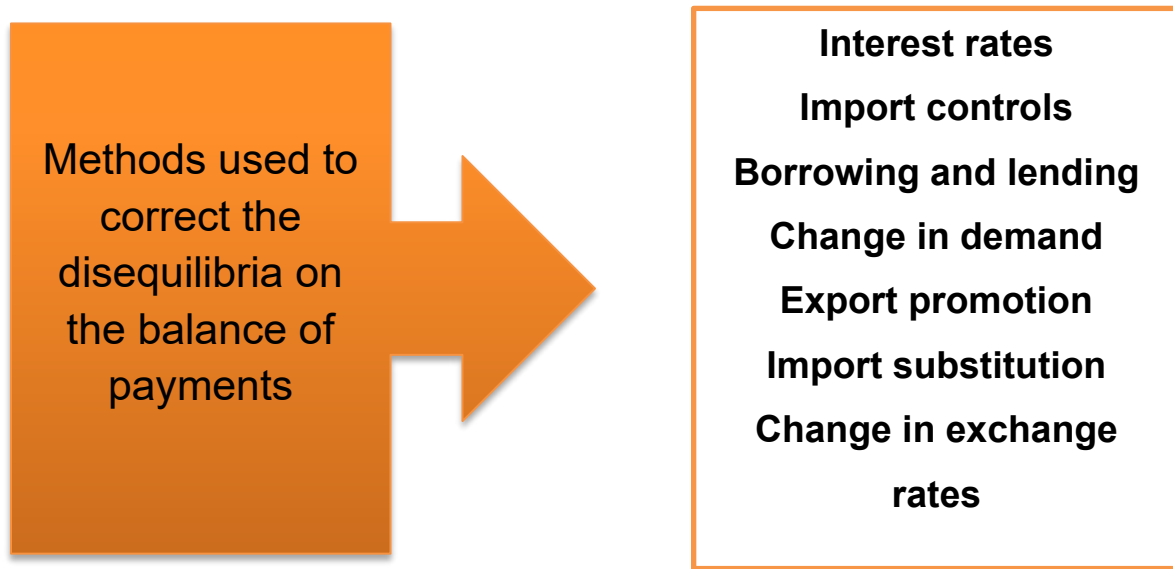 Methods used to
correct the
disequilibria on
the balance of
payments
Interest rates
Import controls
Borrowing and lending
Change in demand
Export promotion
Import substitution
Change in exchange
rates